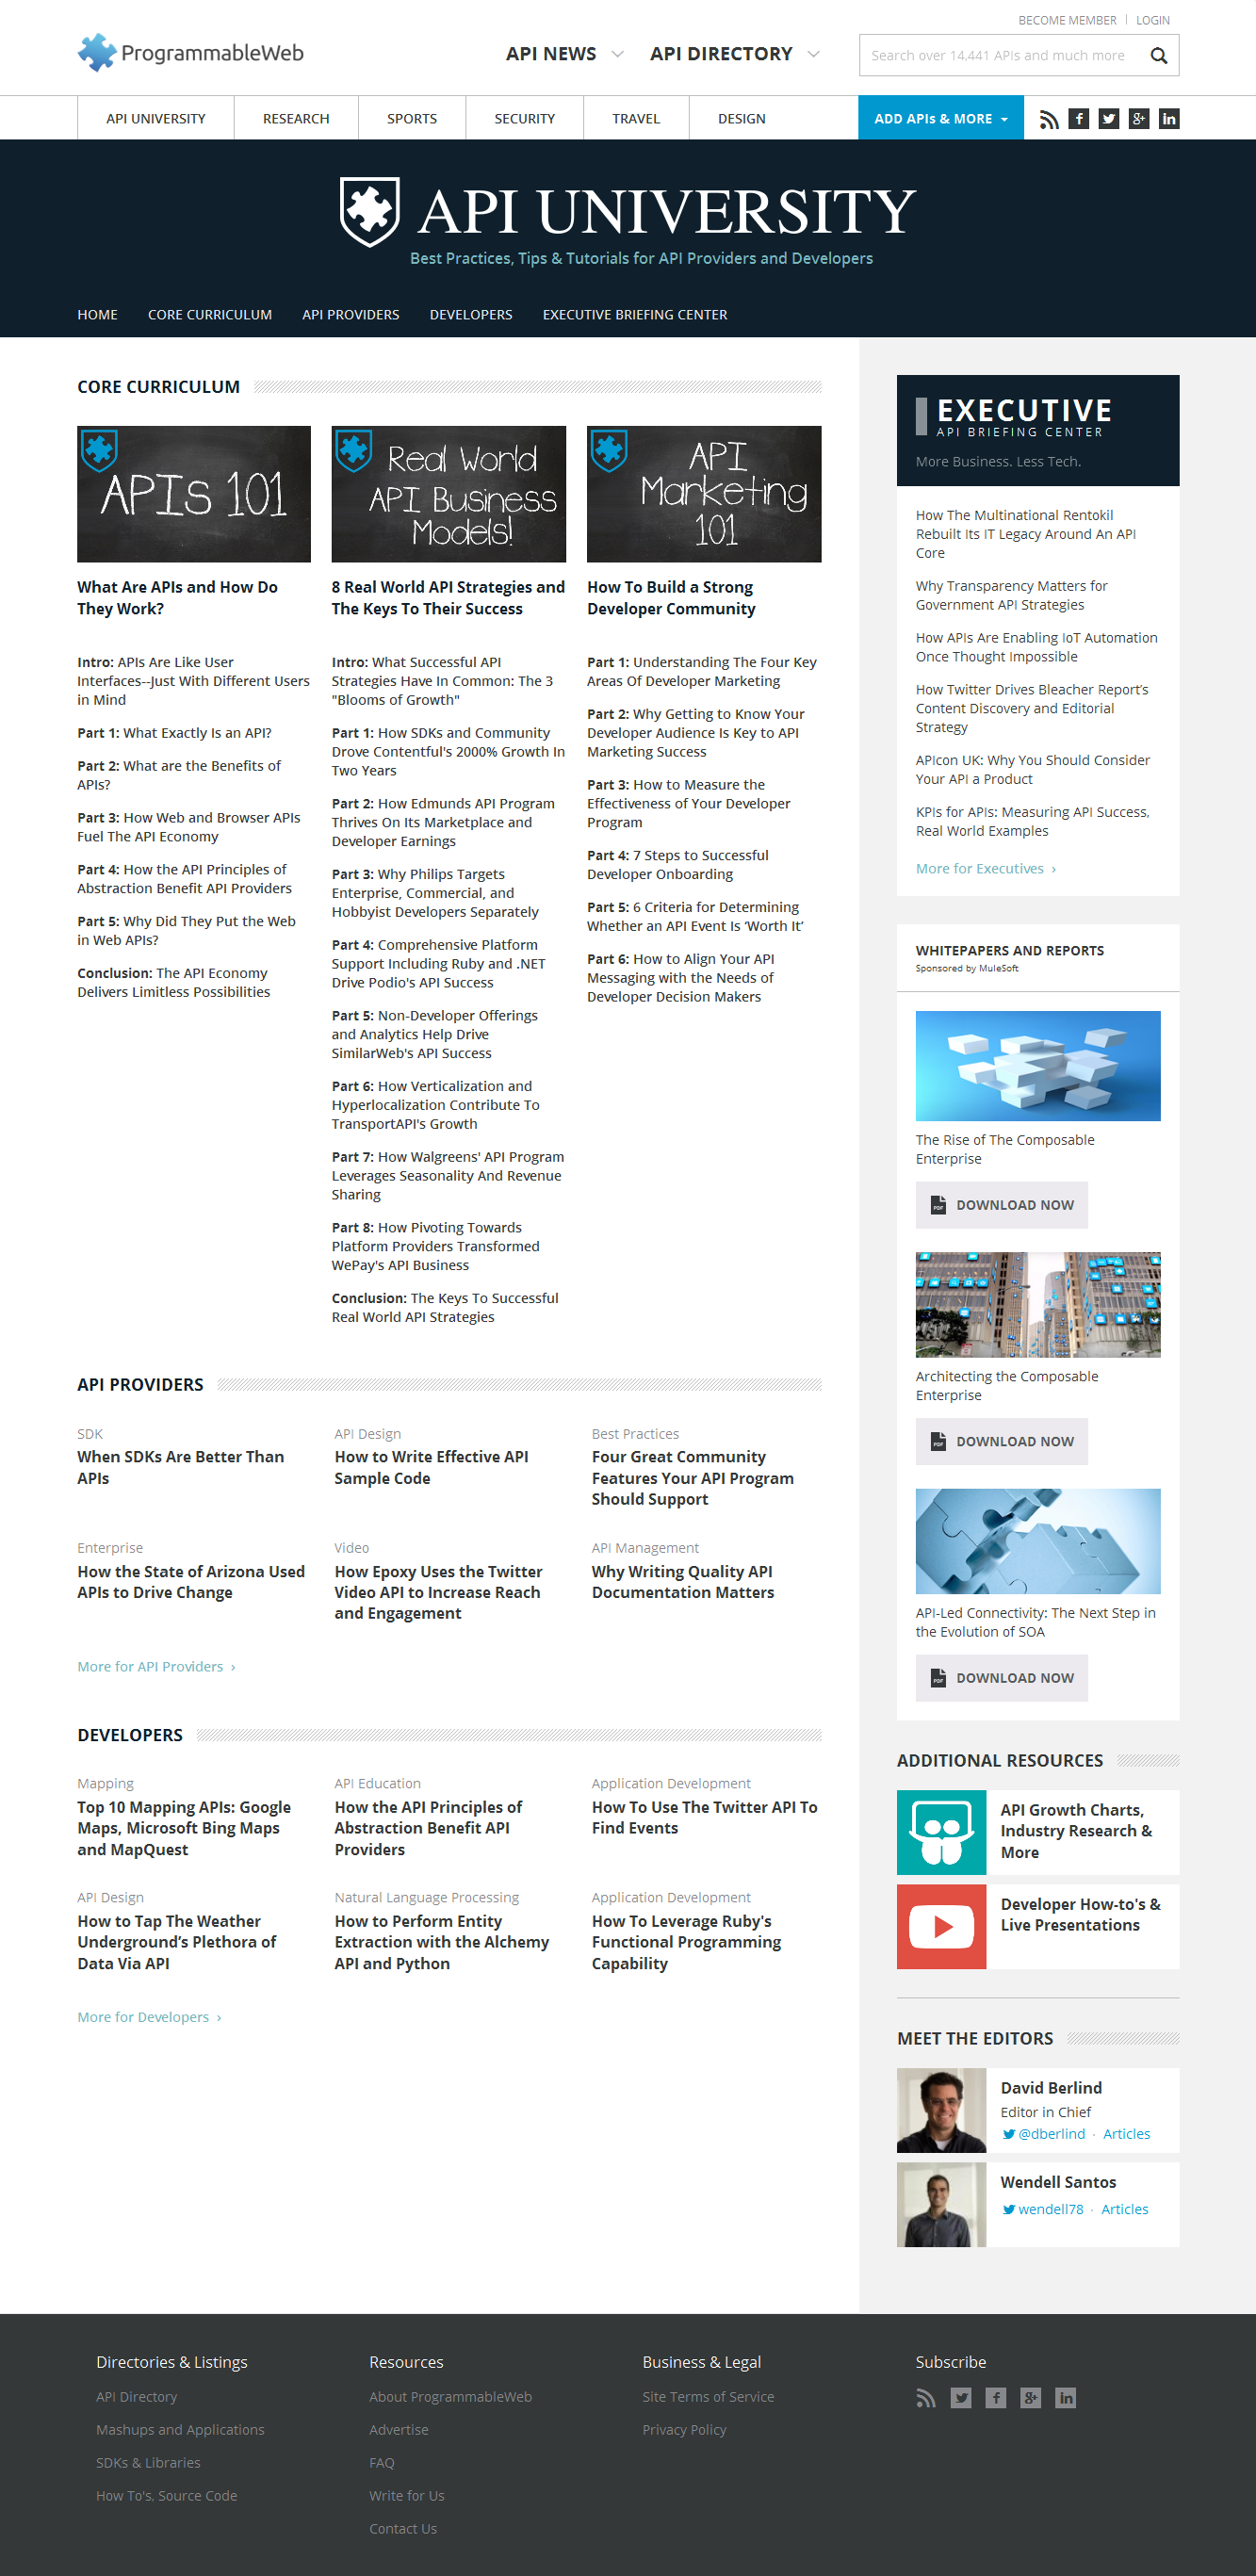 BECOME MEMBER
LOGIN
ProgrammableWeb
API NEWS
API DIRECTORY
Search over 14,441 APIs and much more
API UNIVERSITY
RESEARCH
SPORTS
SECURITY
TRAVEL
DESIGN
ADD APIs & MORE
API UNIVERSITY
Best Practices, Tips & Tutorials for API Providers and Developers
HOME
CORE CURRICULUM
API PROVIDERS
DEVELOPERS
EXECUTIVE BRIEFING CENTER
CORE CURRICULUM
APIs 101
What Are APIs and How Do
They Work?
Intro: APIs Are Like User
Interfaces--Just With Different Users
in Mind
Part 1: What Exactly Is an API?
Part 2: What are the Benefits of
APIs?
Part 3: How Web and Browser APIs
Fuel The API Economy
Part 4: How the API Principles of
Abstraction Benefit API Providers
Part 5: Why Did They Put the Web
in Web APIs?
Conclusion: The API Economy
Delivers Limitless Possibilities
Real World
API Business
Models!
8 Real World API Strategies and
The Keys To Their Success
Intro: What Successful API
Strategies Have In Common: The 3
"Blooms of Growth"
Part 1: How SDKs and Community
Drove Contentful's 2000% Growth In
Two Years
Part 2: How Edmunds API Program
Thrives On Its Marketplace and
Developer Earnings
Part 3: Why Philips Targets
Enterprise, Commercial, and
Hobbyist Developers Separately
Part 4: Comprehensive Platform
Support Including Ruby and .NET
Drive Podio's API Success
Part 5: Non-Developer Offerings
and Analytics Help Drive
SimilarWeb's API Success
Part 6: How Verticalization and
Hyperlocalization Contribute To
TransportAPI's Growth
Part 7: How Walgreens' API Program
Leverages Seasonality And Revenue
Sharing
Part 8: How Pivoting Towards
Platform Providers Transformed
WePay's API Business
Conclusion: The Keys To Successful
Real World API Strategies
API
Marketing
101
How To Build a Strong
Developer Community
Part 1: Understanding The Four Key
Areas Of Developer Marketing
Part 2: Why Getting to Know Your
Developer Audience Is Key to API
Marketing Success
Part 3: How to Measure the
Effectiveness of Your Developer
Program
Part 4: 7 Steps to Successful
Developer Onboarding
Part 5: 6 Criteria for Determining
Whether an API Event Is ‘Worth It’
Part 6: How to Align Your API
Messaging with the Needs of
Developer Decision Makers
API PROVIDERS
SDK
When SDKs Are Better Than
APIs
API Design
How to Write Effective API
Sample Code
Best Practices
Four Great Community
Features Your API Program
Should Support
Enterprise
How the State of Arizona Used
APIs to Drive Change
Video
How Epoxy Uses the Twitter
Video API to Increase Reach
and Engagement
API Management
Why Writing Quality API
Documentation Matters
More for API Providers ›
DEVELOPERS
Mapping
Top 10 Mapping APIs: Google
Maps, Microsoft Bing Maps
and MapQuest
API Education
How the API Principles of
Abstraction Benefit API
Providers
Application Development
How To Use The Twitter API To
Find Events
API Design
How to Tap The Weather
Underground’s Plethora of
Data Via API
Natural Language Processing
How to Perform Entity
Extraction with the Alchemy
API and Python
Application Development
How To Leverage Ruby's
Functional Programming
Capability
More for Developers ›
EXECUTIVE
API BRIEFING CENTER
More Business. Less Tech.
How The Multinational Rentokil
Rebuilt Its IT Legacy Around An API
Core
Why Transparency Matters for
Government API Strategies
How APIs Are Enabling IoT Automation
Once Thought Impossible
How Twitter Drives Bleacher Report’s
Content Discovery and Editorial
Strategy
APIcon UK: Why You Should Consider
Your API a Product
KPIs for APIs: Measuring API Success,
Real World Examples
More for Executives ›
WHITEPAPERS AND REPORTS
Sponsored by MuleSoft
The Rise of The Composable
Enterprise
PDF DOWNLOAD NOW
Architecting the Composable
Enterprise
PDF DOWNLOAD NOW
API-Led Connectivity: The Next Step in
the Evolution of SOA
PDF DOWNLOAD NOW
ADDITIONAL RESOURCES
API Growth Charts,
Industry Research &
More
Developer How-to's &
Live Presentations
MEET THE EDITORS
David Berlind
Editor in Chief
@dberlind · Articles
Wendell Santos
wendell78 · Articles
Directories & Listings
API Directory
Mashups and Applications
SDKs & Libraries
How To's, Source Code
Resources
About ProgrammableWeb
Advertise
FAQ
Write for Us
Contact Us
Business & Legal
Site Terms of Service
Privacy Policy
Subscribe